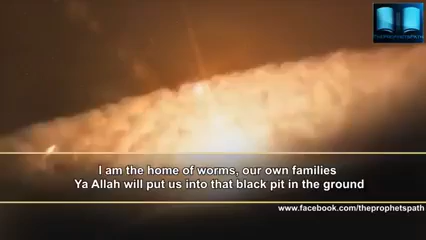 THEPROPHETSPATH
I am the home of worms, our own families
Ya Allah will put us into that black pit in the ground
www.facebook.com/theprophetspath